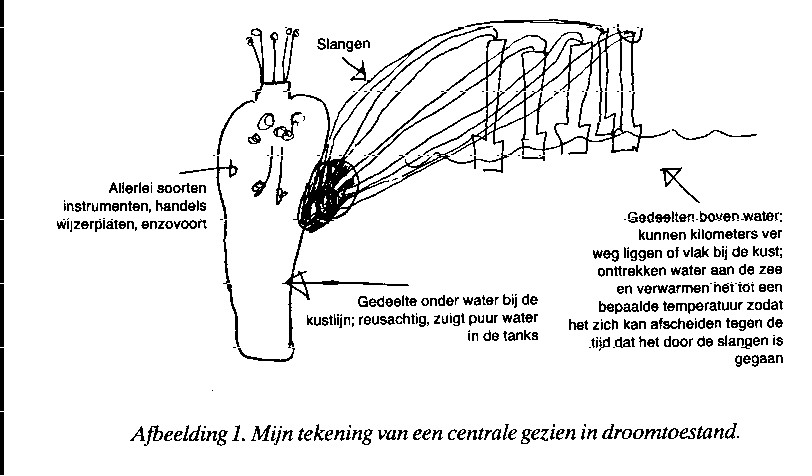 Slangen
Allerlei soorten
instrumenten, handels
wijzerplaten, enzovoort
Gedeelten boven water;
kunnen kilometers ver
weg liggen of vlak bij de kust;
onttrekken water aan de zee
en verwarmen het tot een
bepaalde temperatuur zodat
het zich kan afscheiden tegen de
tijd dat het door de slangen is
gegaan
Gedeelte onder water bij de
kustlijn; reusachtig, zuigt puur water
in de tanks
Afbeelding 1. Mijn tekening van een centrale gezien in droomtoestand.